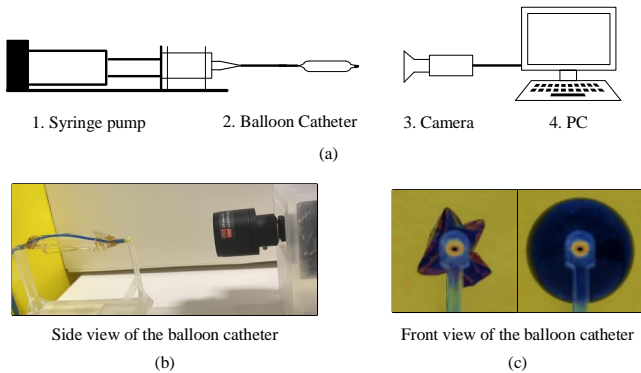 1. Syringe pump 2. Balloon Catheter 3. Camera 4. PC
(a)
Side view of the balloon catheter Front view of the balloon catheter
(b) (c)